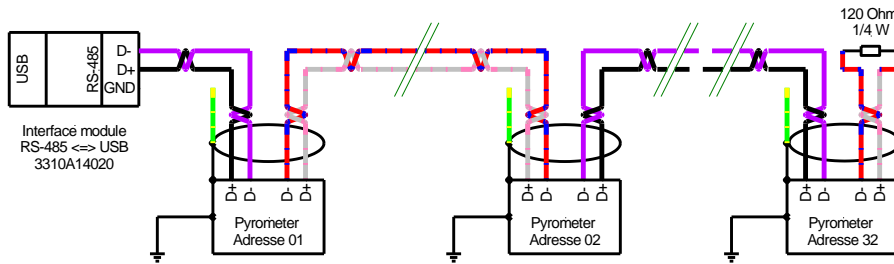 USB
RS-485
D-
D+
GND
Interface module
RS-485 <=> USB
3310A14020
120 Ohm
1/4 W
D+
D-
D-
D+
Pyrometer
Adresse 01
D+
D-
D-
D+
Pyrometer
Adresse 02
D+
D-
D-
D+
Pyrometer
Adresse 32